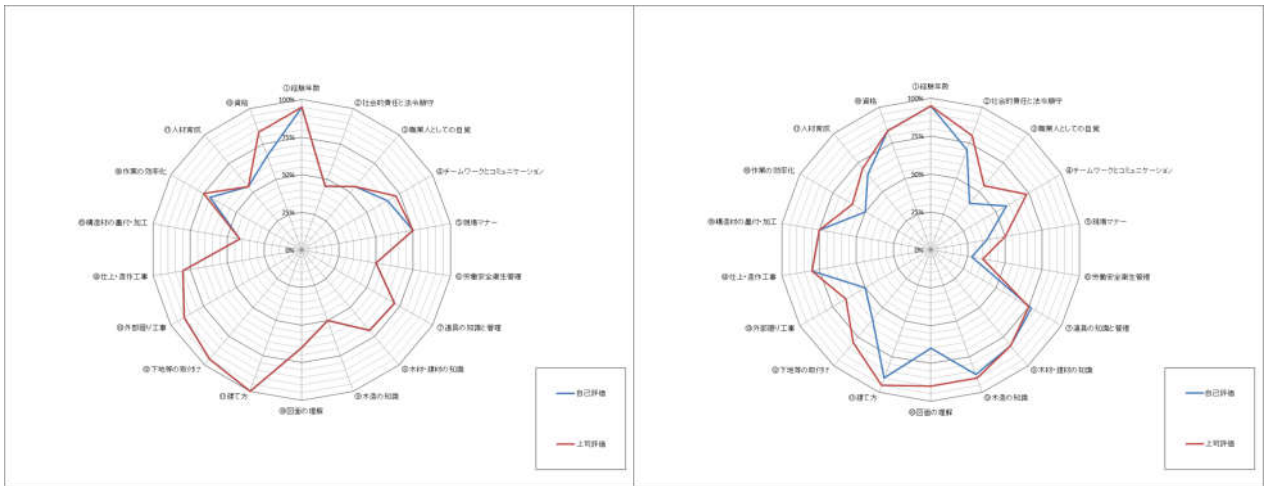 ①経験年数
②社会的責任と法令順守
③職業人としての自覚
④チームワークとコミュニケーション
⑤現場マナー
⑥労働安全衛生管理
⑦道具の知識と管理
⑧木材・建材の知識
⑨木造の知識
⑩図面の理解
⑪建て方
⑫下地等の取付け
⑬外部廻り工事
⑭仕上・造作工事
⑮構造材の墨付・加工
⑯作業の効率化
⑰人材育成
⑱資格
100%
75%
50%
25%
0%
自己評価
上司評価
①経験年数
②社会的責任と法令順守
③職業人としての自覚
④チームワークとコミュニケーション
⑤現場マナー
⑥労働安全衛生管理
⑦道具の知識と管理
⑧木材・建材の知識
⑨木造の知識
⑩図面の理解
⑪建て方
⑫下地等の取付け
⑬外部廻り工事
⑭仕上・造作工事
⑮構造材の墨付・加工
⑯作業の効率化
⑰人材育成
⑱資格
100%
75%
50%
25%
0%
自己評価
上司評価